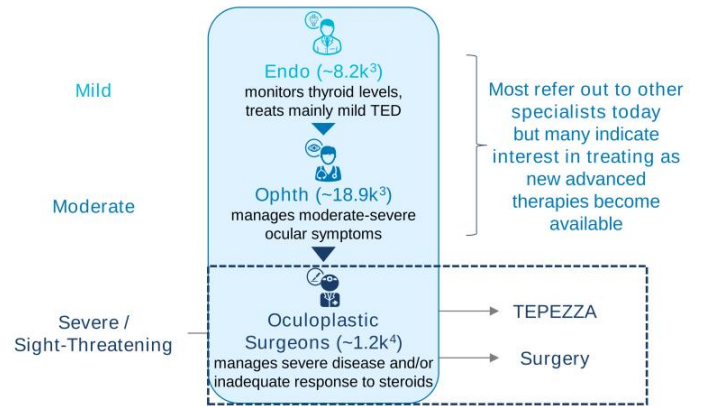 Mild
Endo (~8.2k³)
monitors thyroid levels,
treats mainly mild TED
Most refer out to other
specialists today
but many indicate
interest in treating as
new advanced
therapies become
available
Moderate
Ophth (~18.9k³)
manages moderate-severe
ocular symptoms
Severe /
Sight-Threatening
Oculoplastic
Surgeons (~1.2k⁴)
manages severe disease and/or
inadequate response to steroids
TEPEZZA
Surgery